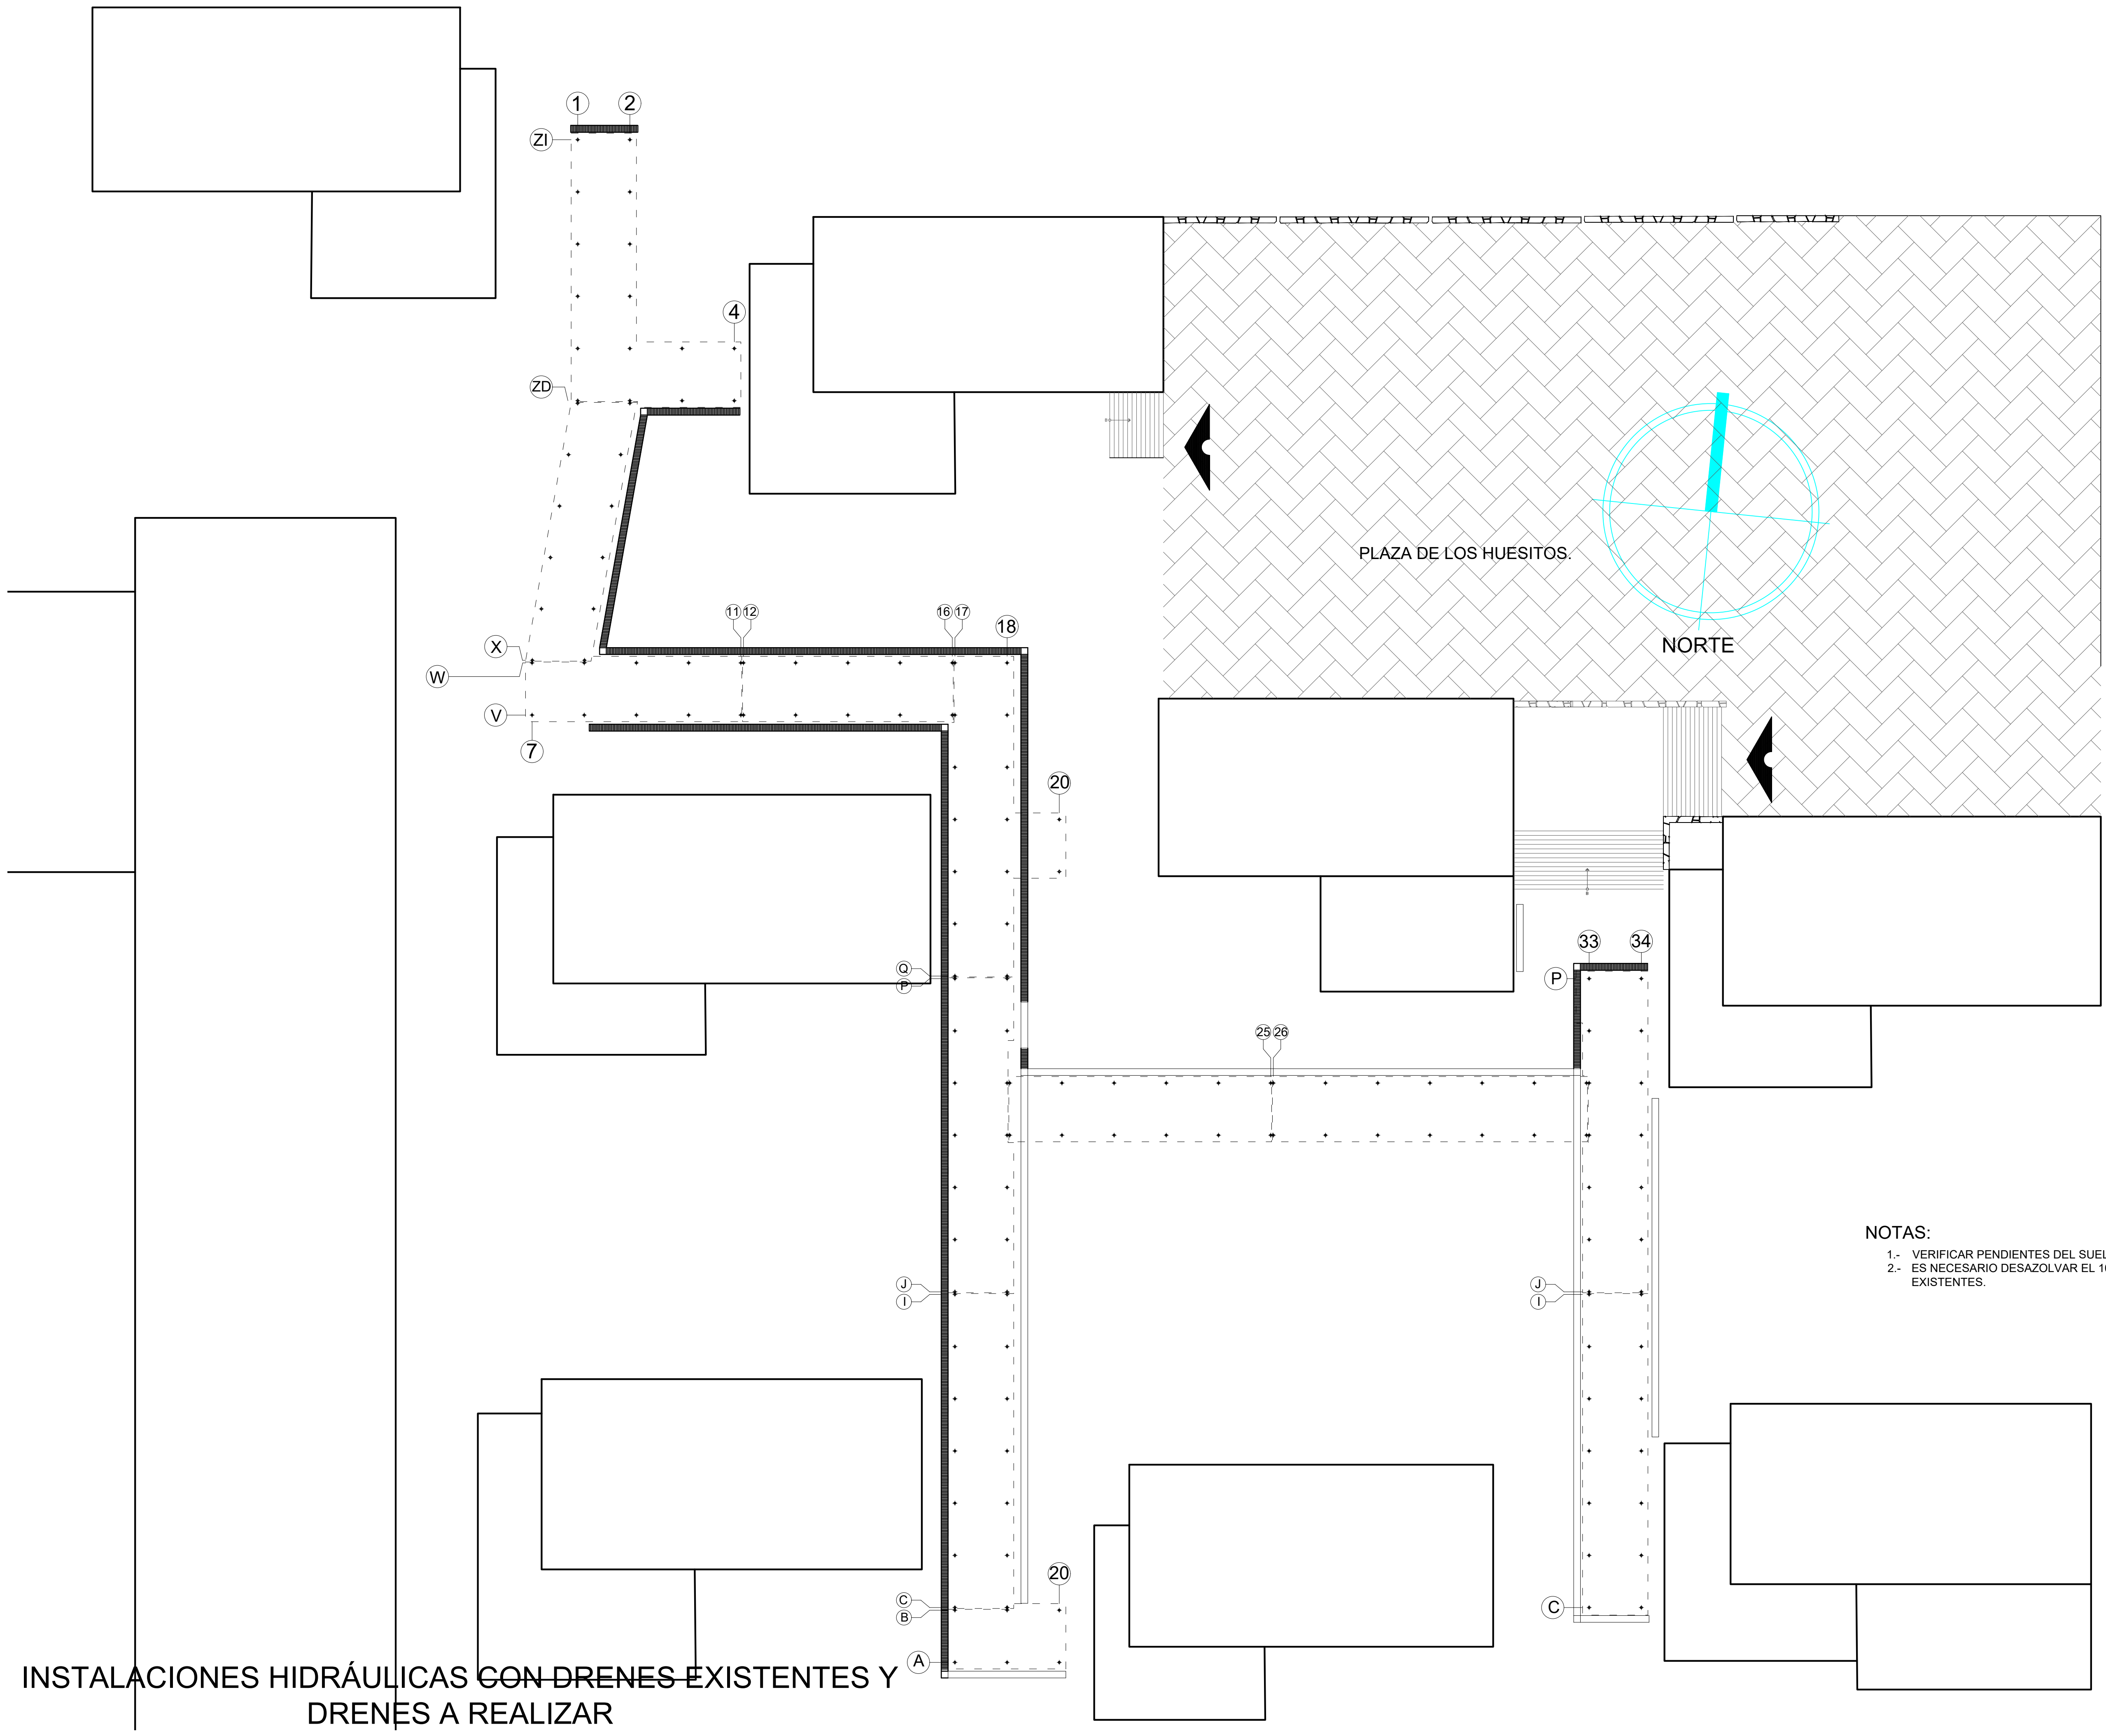 1 2
ZI
4
ZD
PLAZA DE LOS HUESITOS.
11 12 16 17
18
NORTE
X
W
V
7
20
Q
P
33 34
P
25 26
NOTAS:
1.- VERIFICAR PENDIENTES DEL
2.- ES NECESARIO DESAZOLVAR EL
EXISTENTES.
J J
I I
20
C
B
C
A
INSTALACIONES HIDRÁULICAS CON DRENES EXISTENTES Y
DRENES A REALIZAR